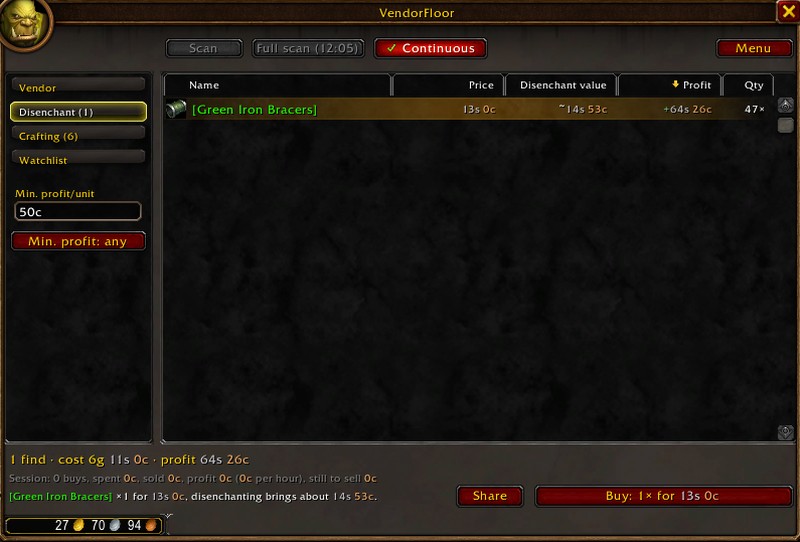 VendorFloor
Scan Full scan (12:05) Continuous Menu
Vendor
Disenchant (1)
Crafting (6)
Watchlist
Min. profit/unit
50c
Min. profit: any
Name Price Disenchant value Profit Qty
[Green Iron Bracers] 13s 0c ~14s 53c +64s 26c 47×
1 find · cost 6g 11s 0c · profit 64s 26c
Session: 0 buys, spent 0c, sold 0c, profit 0c (0c per hour), still to sell 0c
[Green Iron Bracers] ×1 for 13s 0c, disenchanting brings about 14s 53c.
Share Buy: 1× for 13s 0c
27 70 94